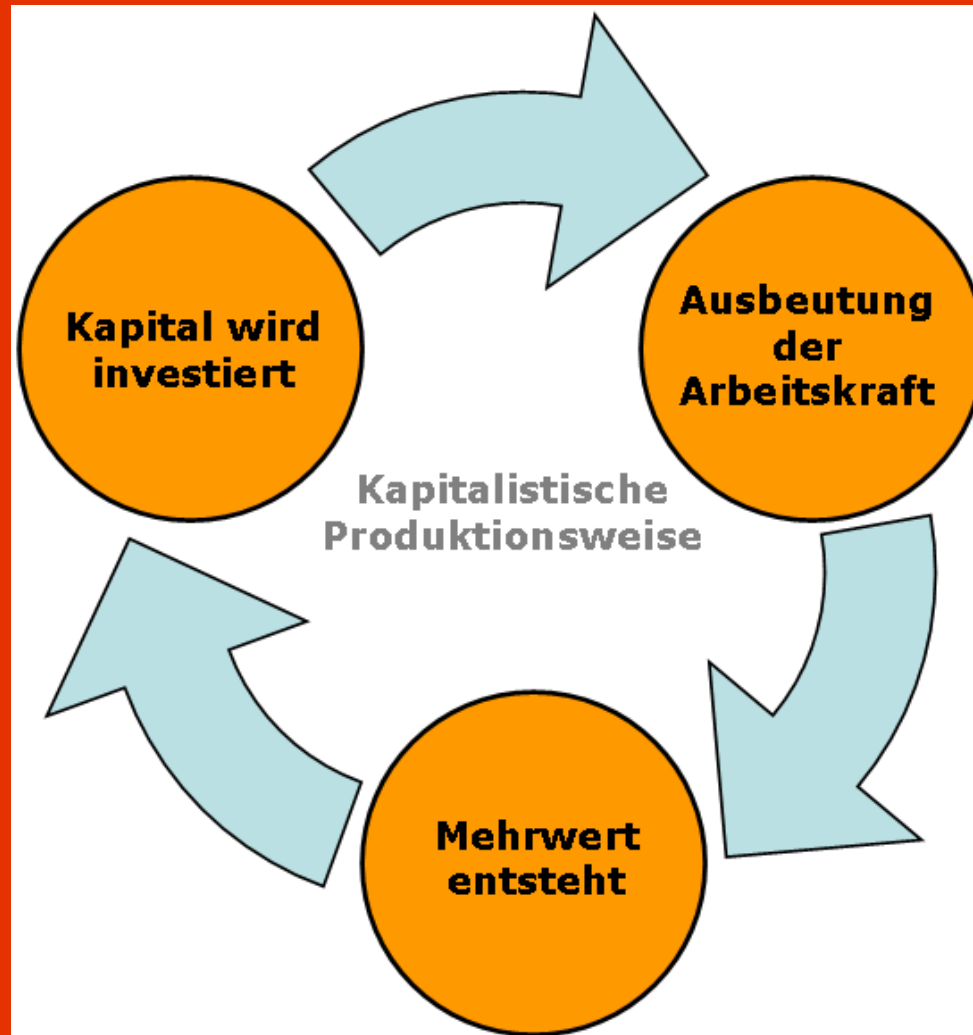 Kapital wird
investiert
Ausbeutung
der
Arbeitskraft
Kapitalistische
Produktionsweise
Mehrwert
entsteht